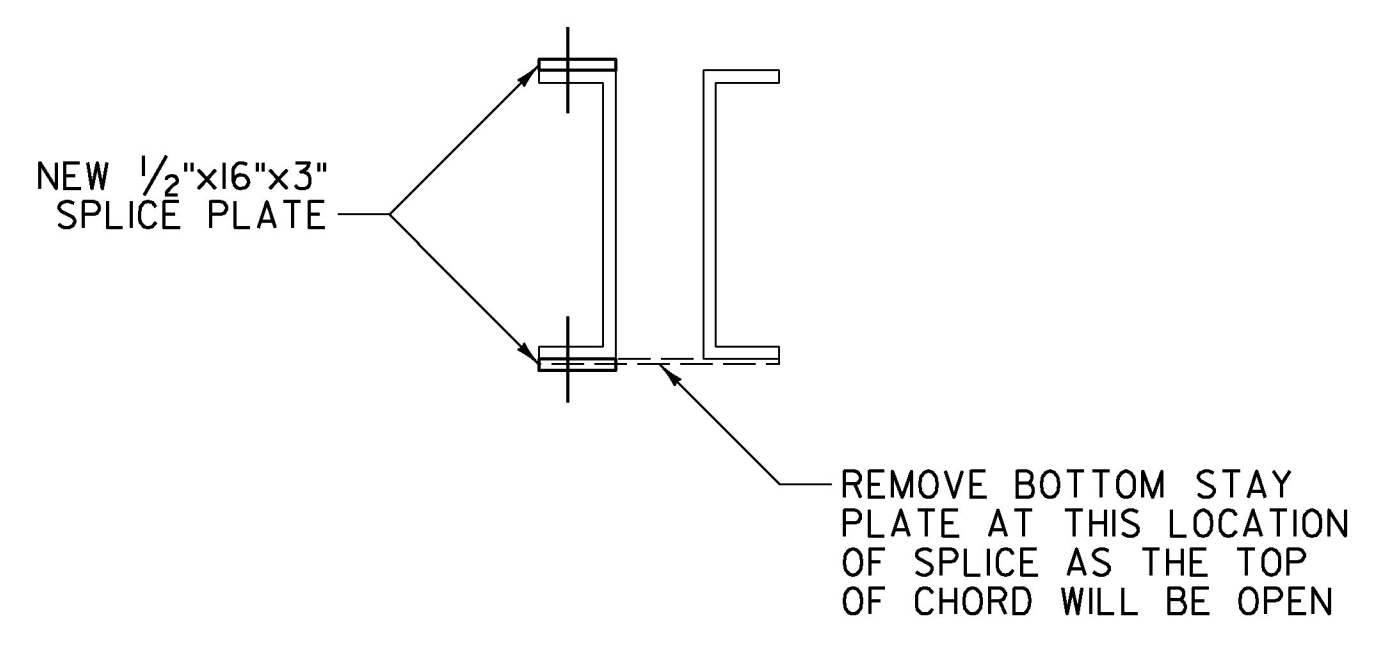 NEW 1/2"x16"x3"
SPLICE PLATE
REMOVE BOTTOM STAY
PLATE AT THIS LOCATION
OF SPLICE AS THE TOP
OF CHORD WILL BE OPEN